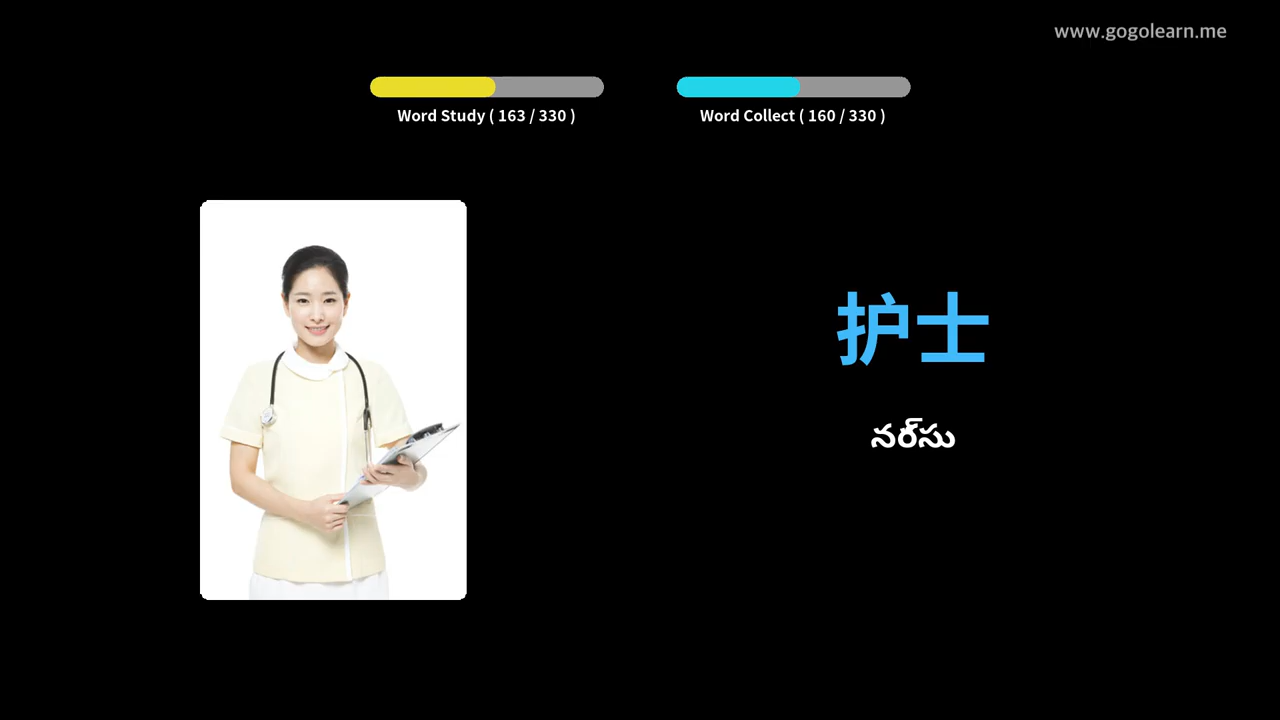 www.gogolearn.me
Word Study ( 163 / 330 )
Word Collect ( 160 / 330 )
护士
నర్‌సు